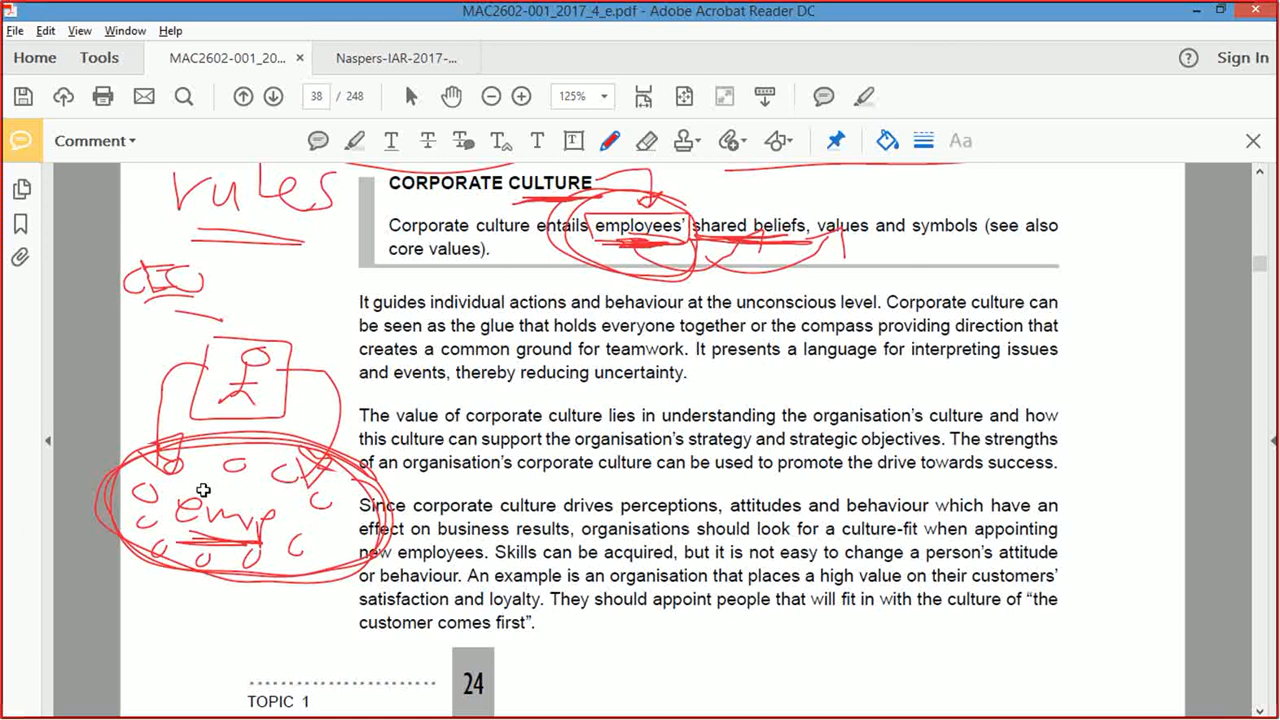 MAC2602-001_2017_4_e.pdf - Adobe Acrobat Reader DC
File Edit View Window Help
Home Tools MAC2602-001_20... × Naspers-IAR-2017-... ? Sign In
38 / 248 125%
Comment Aa
rules
CORPORATE CULTURE
Corporate culture entails employees' shared beliefs, values and symbols (see also
core values).
CEO
It guides individual actions and behaviour at the unconscious level. Corporate culture can
be seen as the glue that holds everyone together or the compass providing direction that
creates a common ground for teamwork. It presents a language for interpreting issues
and events, thereby reducing uncertainty.
The value of corporate culture lies in understanding the organisation's culture and how
this culture can support the organisation's strategy and strategic objectives. The strengths
of an organisation's corporate culture can be used to promote the drive towards success.
emp
Since corporate culture drives perceptions, attitudes and behaviour which have an
effect on business results, organisations should look for a culture-fit when appointing
new employees. Skills can be acquired, but it is not easy to change a person's attitude
or behaviour. An example is an organisation that places a high value on their customers'
satisfaction and loyalty. They should appoint people that will fit in with the culture of "the
customer comes first".
24
TOPIC 1